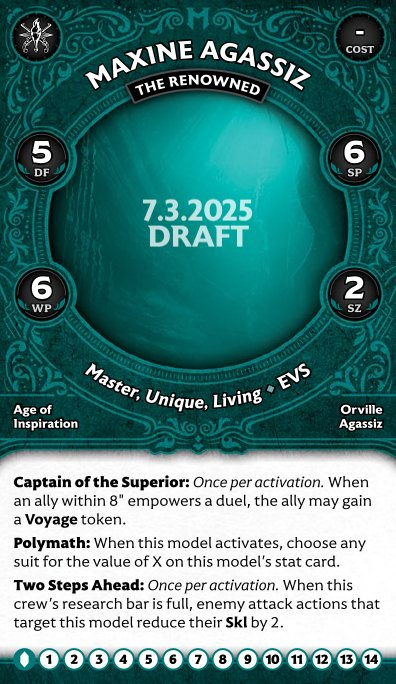 -
COST
MAXINE AGASSIZ
THE RENOWNED
5
DF
6
SP
7.3.2025
DRAFT
6
WP
2
SZ
Master, Unique, Living ♦ EVS
Age of
Inspiration
Orville
Agassiz
Captain of the Superior: Once per activation. When
an ally within 8" empowers a duel, the ally may gain
a Voyage token.
Polymath: When this model activates, choose any
suit for the value of X on this model's stat card.
Two Steps Ahead: Once per activation. When this
crew's research bar is full, enemy attack actions that
target this model reduce their Skl by 2.
1 2 3 4 5 6 7 8 9 10 11 12 13 14